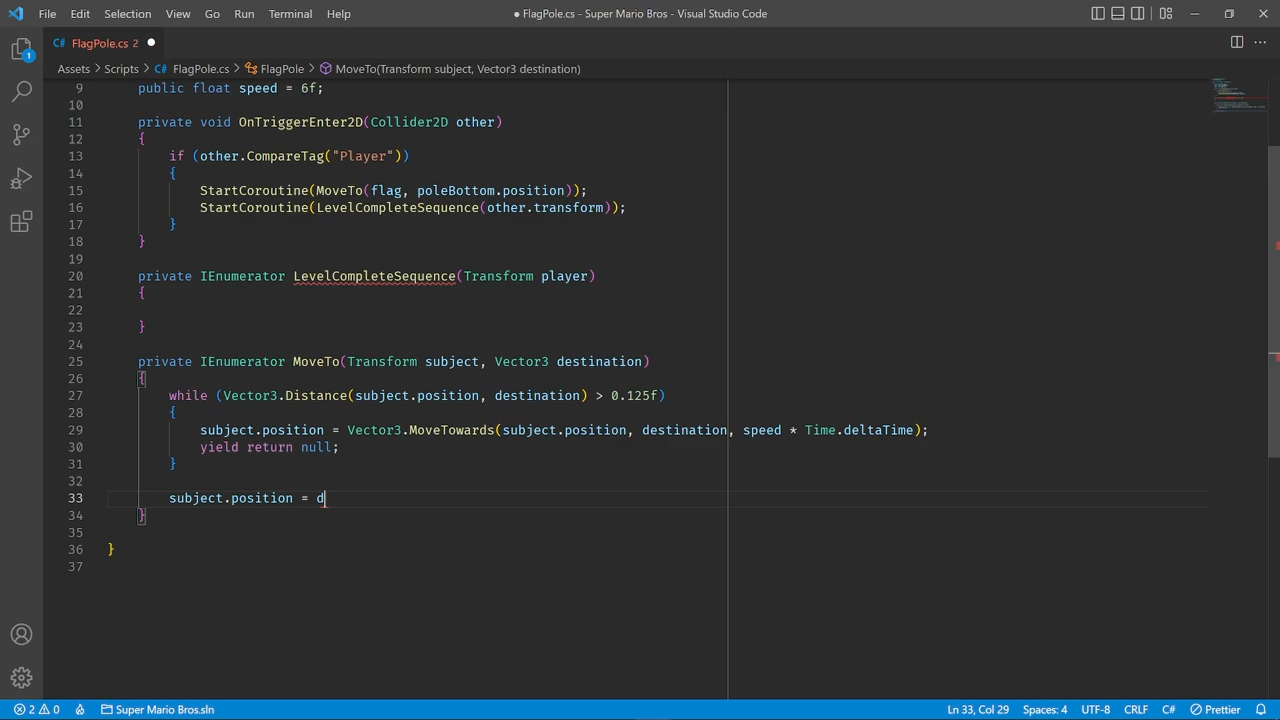 File Edit Selection View Go Run Terminal Help
● FlagPole.cs - Super Mario Bros - Visual Studio Code
C# FlagPole.cs 2 ●
Assets > Scripts > C# FlagPole.cs > FlagPole > MoveTo(Transform subject, Vector3 destination)
1
9 public float speed = 6f;
10
11 private void OnTriggerEnter2D(Collider2D other)
12 {
13 if (other.CompareTag("Player"))
14 {
15 StartCoroutine(MoveTo(flag, poleBottom.position));
16 StartCoroutine(LevelCompleteSequence(other.transform));
17 }
18 }
19
20 private IEnumerator LevelCompleteSequence(Transform player)
21 {
22
23 }
24
25 private IEnumerator MoveTo(Transform subject, Vector3 destination)
26 {
27 while (Vector3.Distance(subject.position, destination) > 0.125f)
28 {
29 subject.position = Vector3.MoveTowards(subject.position, destination, speed * Time.deltaTime);
30 yield return null;
31 }
32
33 subject.position = d
34 }
35
36 }
37
2 0 Super Mario Bros.sln Ln 33, Col 29 Spaces: 4 UTF-8 CRLF C# Prettier